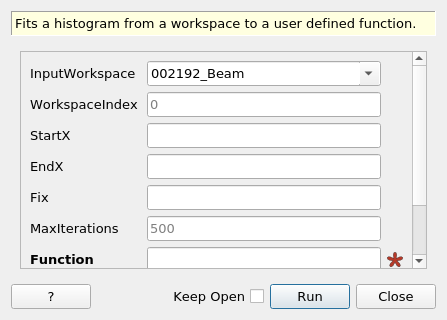 Fits a histogram from a workspace to a user defined function.
InputWorkspace 002192_Beam
WorkspaceIndex 0
StartX
EndX
Fix
MaxIterations 500
Function *
? Keep Open Run Close